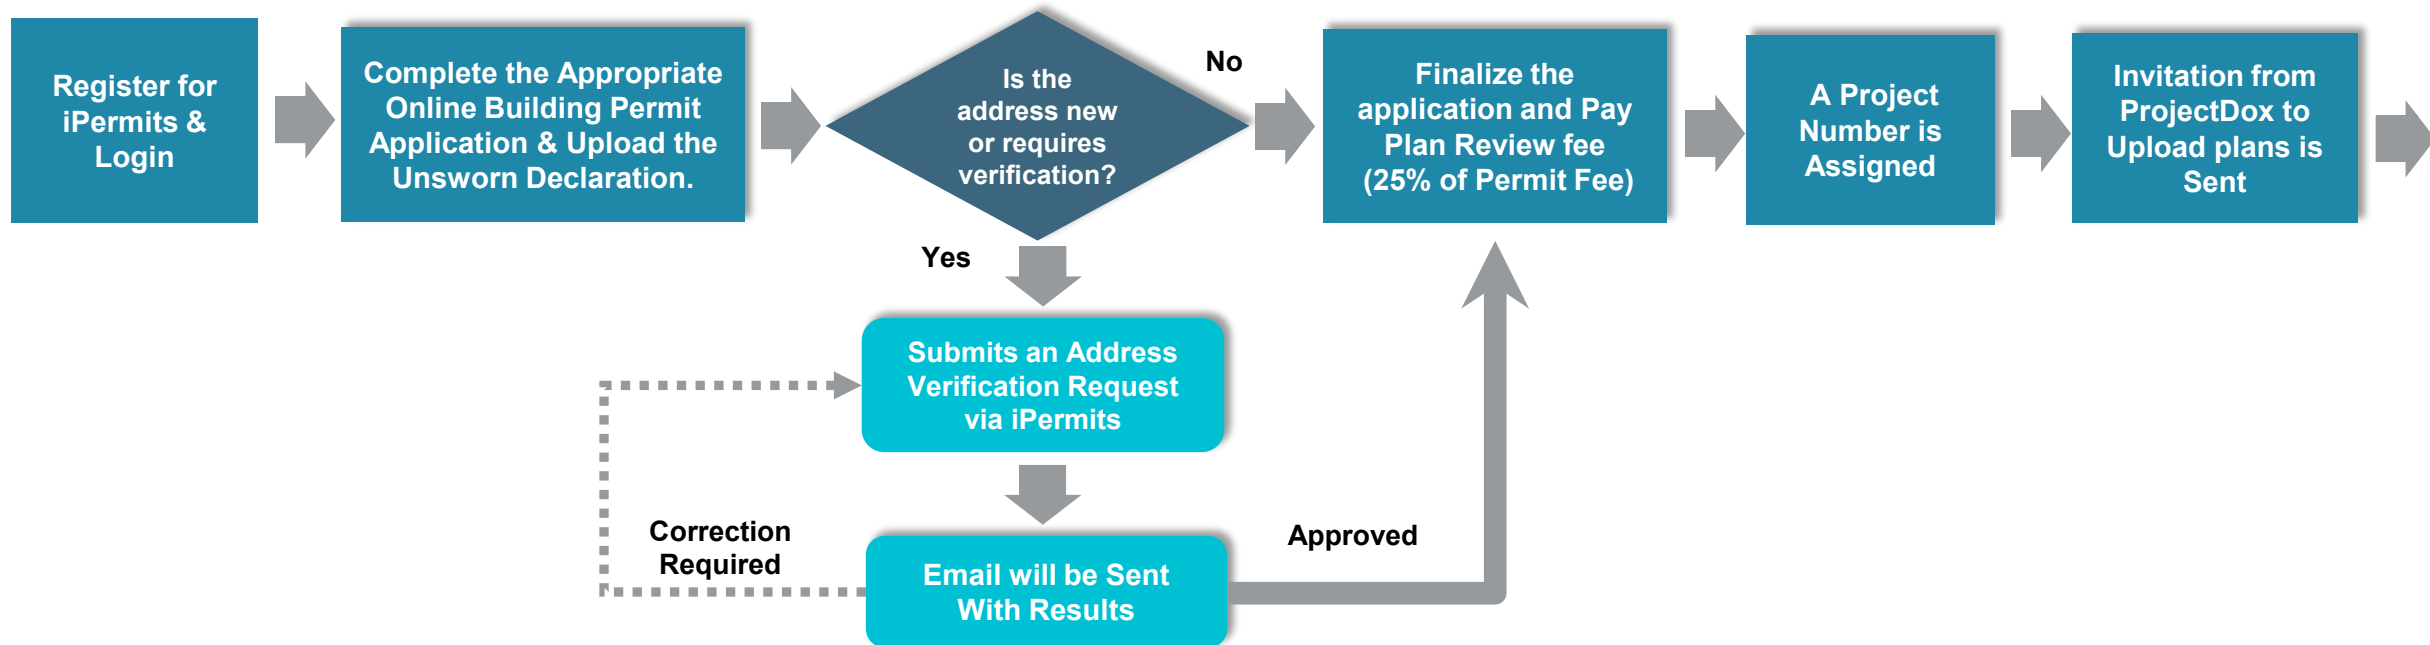 Register for
iPermits &
Login
Complete the Appropriate
Online Building Permit
Application & Upload the
Unsworn Declaration.
Is the
address new
or requires
verification?
No
Finalize the
application and Pay
Plan Review fee
(25% of Permit Fee)
A Project
Number is
Assigned
Invitation from
ProjectDox to
Upload plans is
Sent
Yes
Submits an Address
Verification Request
via iPermits
Correction
Required
Email will be Sent
With Results
Approved